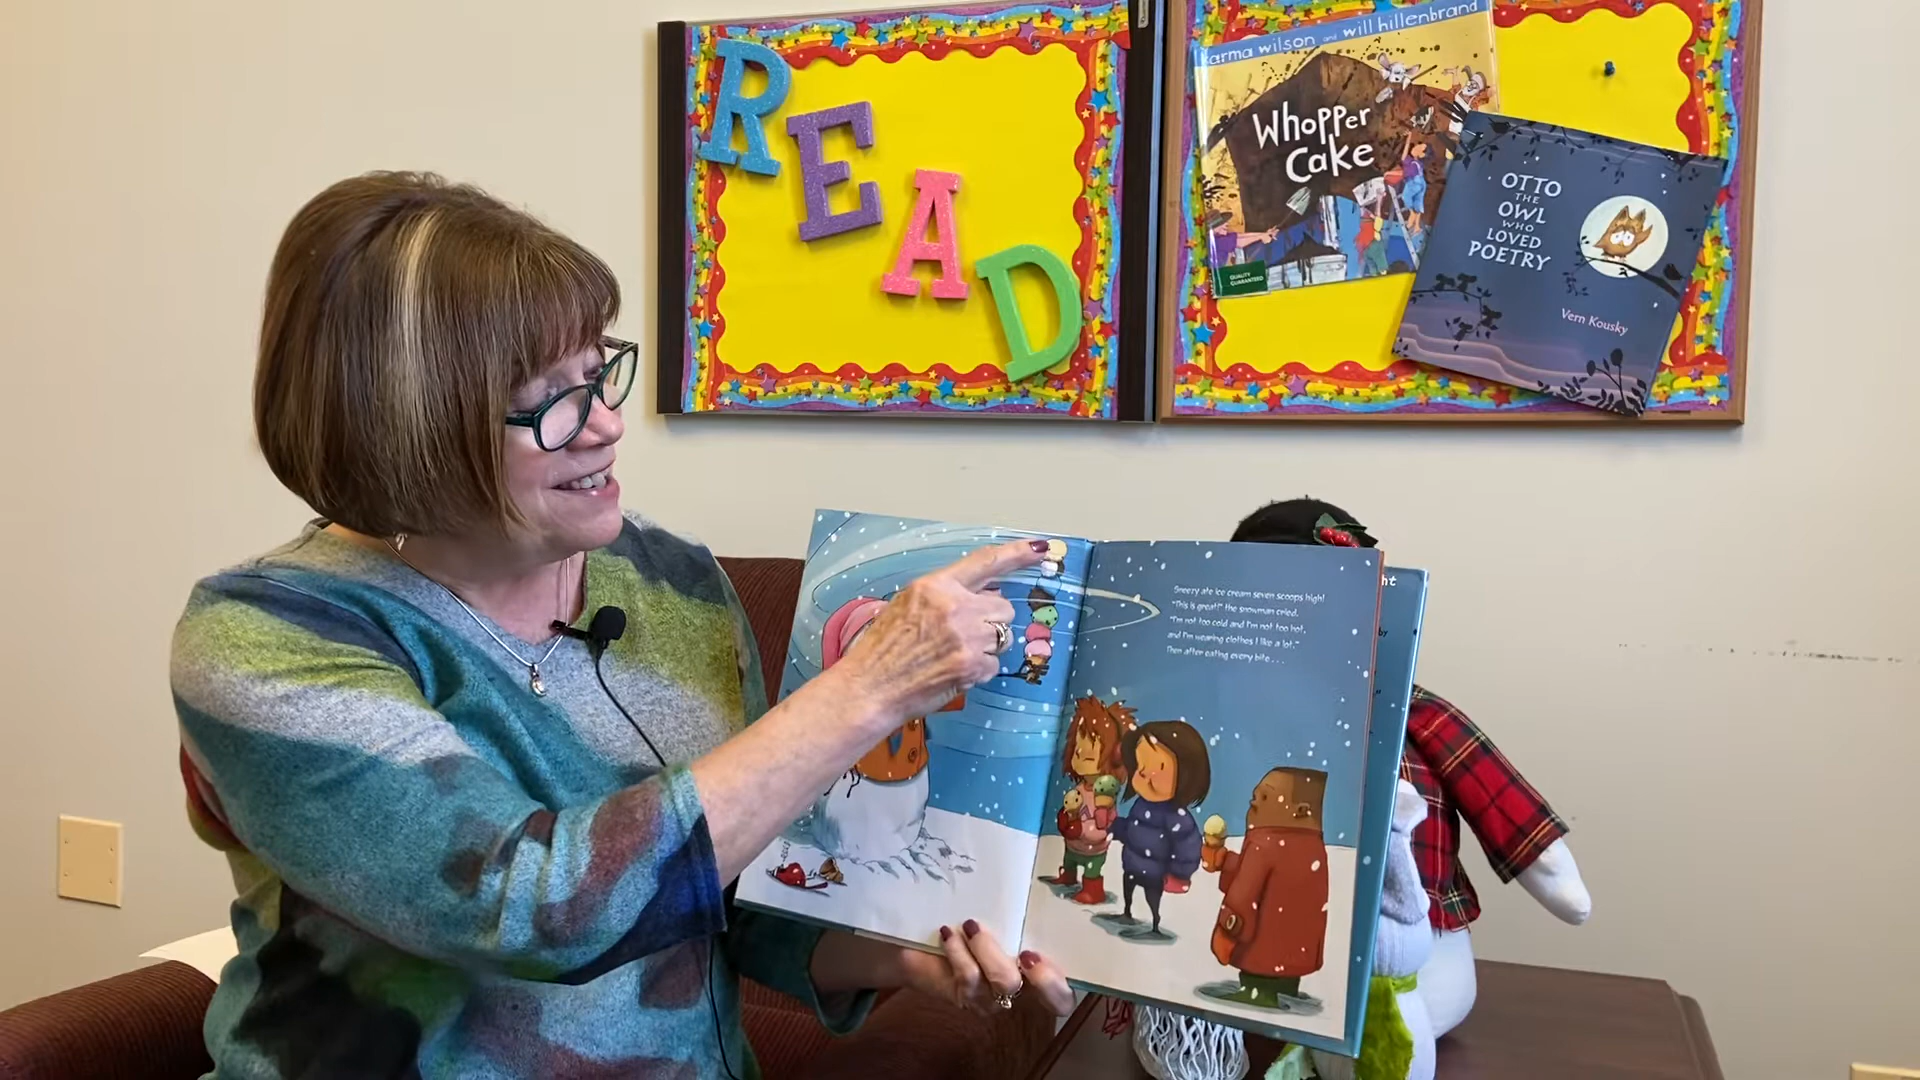 READ
karma wilson and will hillenbrand
Whopper
Cake
QUALITY
GUARANTEED
OTTO
THE
OWL
WHO
LOVED
POETRY
Vern Kousky
Sneezy ate ice cream seven scoops high!
"This is great!" the snowman cried.
"I'm not too cold and I'm not too hot,
and I'm wearing clothes I like a lot."
Then after eating every bite . . .
ht
by